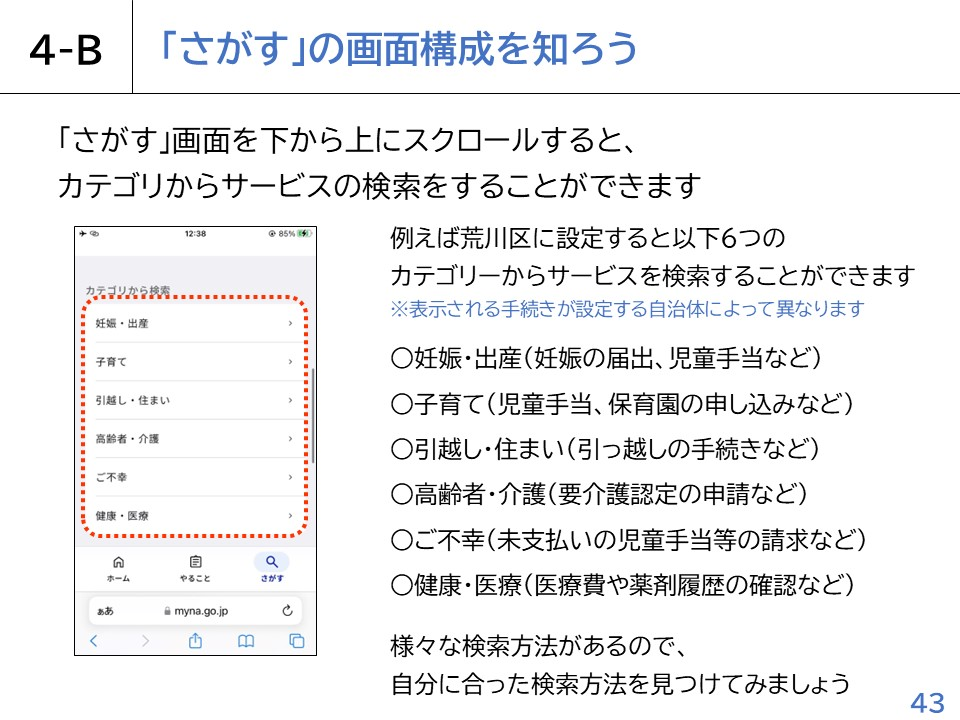 4-B
「さがす」の画面構成を知ろう
「さがす」画面を下から上にスクロールすると、
カテゴリからサービスの検索をすることができます
12:38
85%
カテゴリから検索
妊娠・出産
子育て
引越し・住まい
高齢者・介護
ご不幸
健康・医療
ホーム
やること
さがす
ぁあ
myna.go.jp
例えば荒川区に設定すると以下6つの
カテゴリーからサービスを検索することができます
※表示される手続きが設定する自治体によって異なります
〇妊娠・出産（妊娠の届出、児童手当など）
〇子育て（児童手当、保育園の申し込みなど）
〇引越し・住まい（引っ越しの手続きなど）
〇高齢者・介護（要介護認定の申請など）
〇ご不幸（未支払いの児童手当等の請求など）
〇健康・医療（医療費や薬剤履歴の確認など）
様々な検索方法があるので、
自分に合った検索方法を見つけてみましょう
43